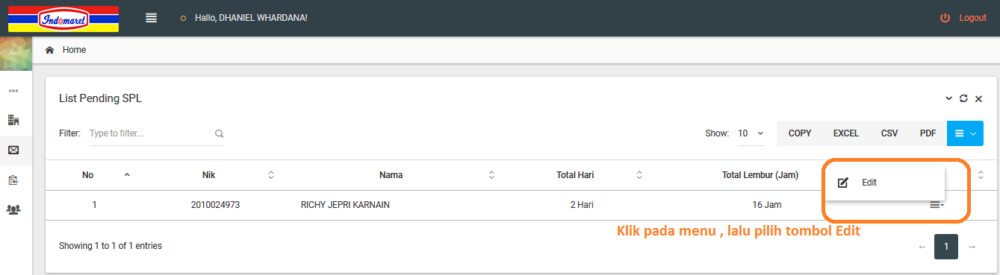 Indomaret
Hallo, DHANIEL WHARDANA!
Logout
Home
List Pending SPL
Filter: Type to filter...
Show: 10 COPY EXCEL CSV PDF
No Nik Nama Total Hari Total Lembur (Jam)
Edit
1 2010024973 RICHY JEPRI KARNAIN 2 Hari 16 Jam
Klik pada menu , lalu pilih tombol Edit
Showing 1 to 1 of 1 entries
← 1 →